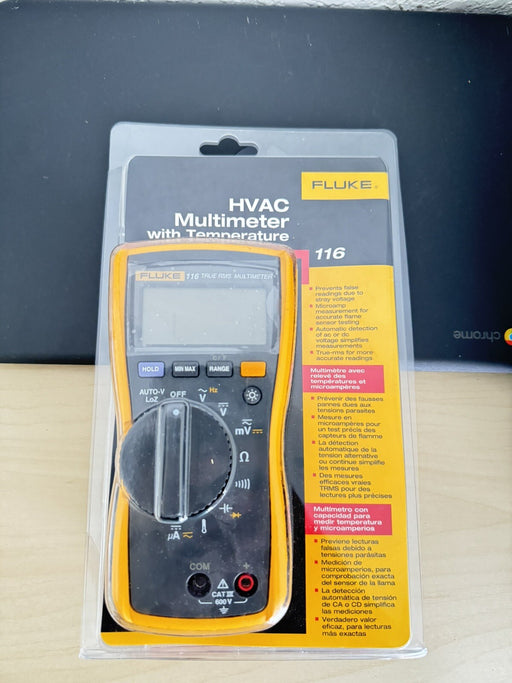 FLUKE®
HVAC
Multimeter
with Temperature
116
FLUKE 116 TRUE RMS MULTIMETER
HOLD
MIN MAX
RANGE
AUTO-V
LoZ
OFF
Hz
V
V
mV
Ω
µA
COM
+
CAT III
600 V
Prevents false
readings due to
stray voltage
Microamp
measurement for
accurate flame
sensor testing
Automatic detection
of ac or dc
voltage simplifies
measurements
True-rms for more
accurate readings
Multimètre avec
relevé des
températures et
microampères
Prévenir des fausses
pannes dues aux
tensions parasites
Mesure en
microampères pour
un test précis des
capteurs de flamme
La détection
automatique de la
tension alternative
ou continue simplifie
les mesures
Des mesures
efficaces vraies
TRMS pour des
lectures plus précises
Multímetro con
capacidad para
medir temperatura
y microamperios
Previene lecturas
falsas debido a
tensiones parásitas
Medición de
microamperios, para
comprobación exacta
del sensor de la llama
La detección
automática de tensión
de CA o CD simplifica
las mediciones
Verdadero valor
eficaz, para lecturas
más exactas
chrome